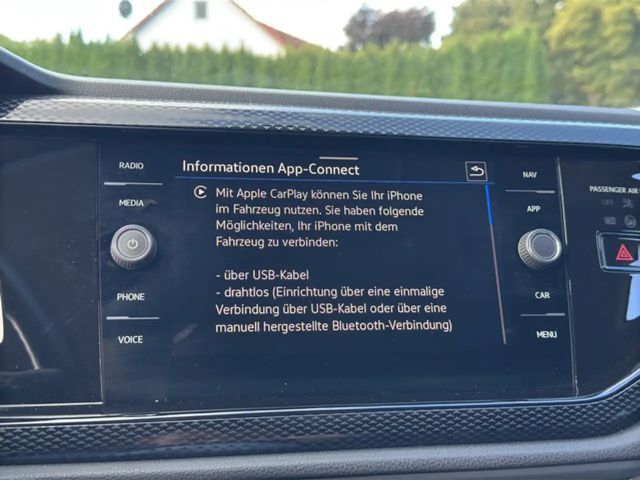 RADIO
MEDIA
PHONE
VOICE
Informationen App-Connect
Mit Apple CarPlay können Sie Ihr iPhone
im Fahrzeug nutzen. Sie haben folgende
Möglichkeiten, Ihr iPhone mit dem
Fahrzeug zu verbinden:
- über USB-Kabel
- drahtlos (Einrichtung über eine einmalige
Verbindung über USB-Kabel oder über eine
manuell hergestellte Bluetooth-Verbindung)
NAV
APP
CAR
MENU
PASSENGER
OFF